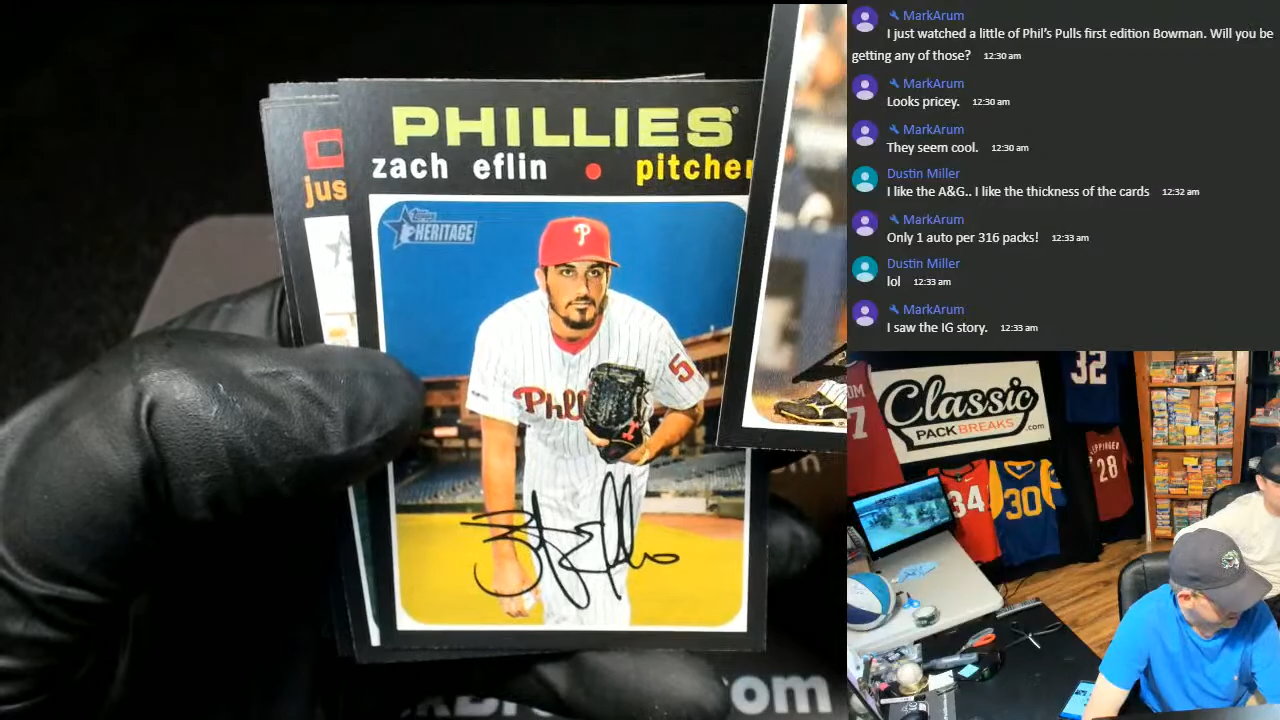 PHILLIES
zach eflin • pitcher
jus
Topps
HERITAGE
P
Phil
5
MarkArum
I just watched a little of Phil's Pulls first edition Bowman. Will you be
getting any of those? 12:30 am
MarkArum
Looks pricey. 12:30 am
MarkArum
They seem cool. 12:30 am
Dustin Miller
I like the A&G.. I like the thickness of the cards 12:32 am
MarkArum
Only 1 auto per 316 packs! 12:33 am
Dustin Miller
lol 12:33 am
MarkArum
I saw the IG story. 12:33 am
Classic
PACK BREAKS.com
32
OM
7
34
30
28
om